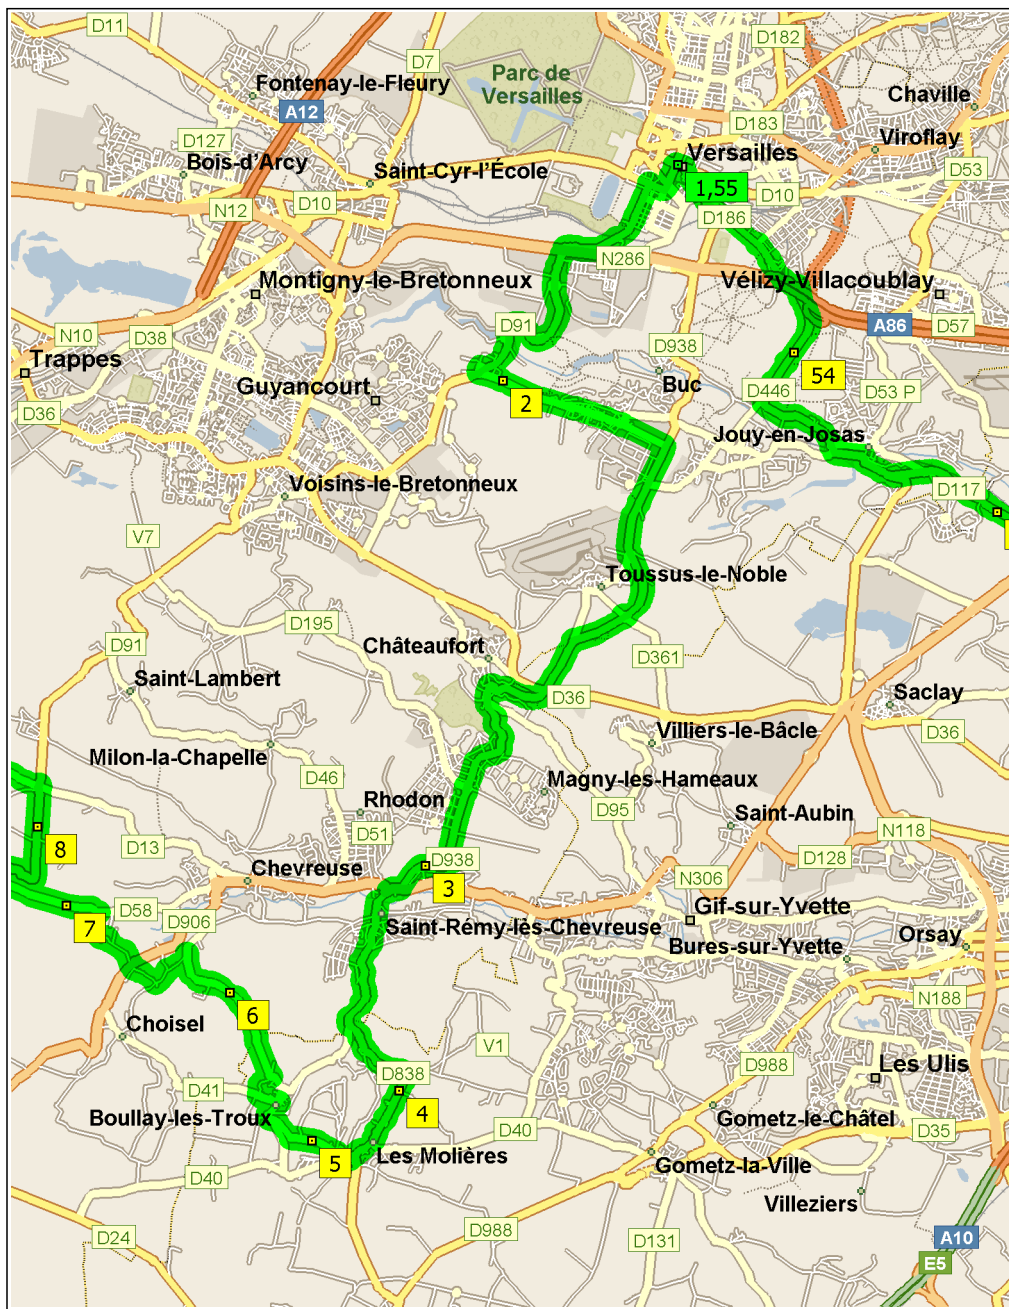 D11
D182
D7
Parc de
Versailles
Fontenay-le-Fleury
Chaville
A12
D183
D127
Viroflay
Bois-d'Arcy
Versailles
Saint-Cyr-l'École
D53
1,55
D10
N12
D10
D186
N286
Montigny-le-Bretonneux
Vélizy-Villacoublay
D91
A86
D57
N10
D38
D938
Trappes
54
Guyancourt
Buc
D446
D53 P
2
D36
Jouy-en-Josas
Voisins-le-Bretonneux
D117
V7
Toussus-le-Noble
D195
D91
Châteaufort
D361
Saint-Lambert
D36
Saclay
Villiers-le-Bâcle
D36
Milon-la-Chapelle
D46
Magny-les-Hameaux
Rhodon
D95
Saint-Aubin
D51
N118
8
D13
D938
D128
Chevreuse
3
N306
D58
Gif-sur-Yvette
D906
7
Saint-Rémy-lès-Chevreuse
Orsay
Bures-sur-Yvette
N188
6
Choisel
V1
D988
Les Ulis
D838
D41
4
Boullay-les-Troux
Gometz-le-Châtel
D40
D35
5
Les Molières
Gometz-la-Ville
D40
Villeziers
D988
D24
D131
A10
E5